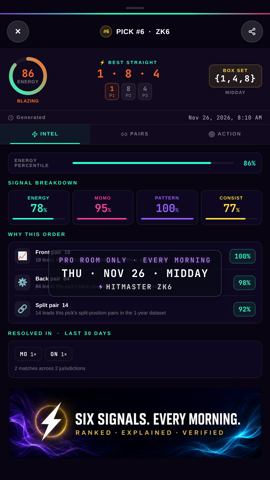 #6 PICK #6 · ZK6
86
ENERGY
BLAZING
⚡ BEST STRAIGHT
1 · 8 · 4
1 P1
8 P2
4 P3
BOX SET
{1,4,8}
MIDDAY
Generated
Nov 26, 2026, 8:10 AM
INTEL
PAIRS
ACTION
ENERGY PERCENTILE
86%
SIGNAL BREAKDOWN
ENERGY
78%
MOMO
95%
PATTERN
100%
CONSIST
77%
WHY THIS ORDER
Front pair
100%
PRO ROOM ONLY · EVERY MORNING
THU · NOV 26 · MIDDAY
⚡ HITMASTER ZK6
Back pair
98%
Split pair 14
14 leads this pick's split-position pairs in the 1-year dataset
92%
RESOLVED IN · LAST 30 DAYS
MO 1×
ON 1×
2 matches across 2 jurisdictions
SIX SIGNALS. EVERY MORNING.
RANKED · EXPLAINED · VERIFIED